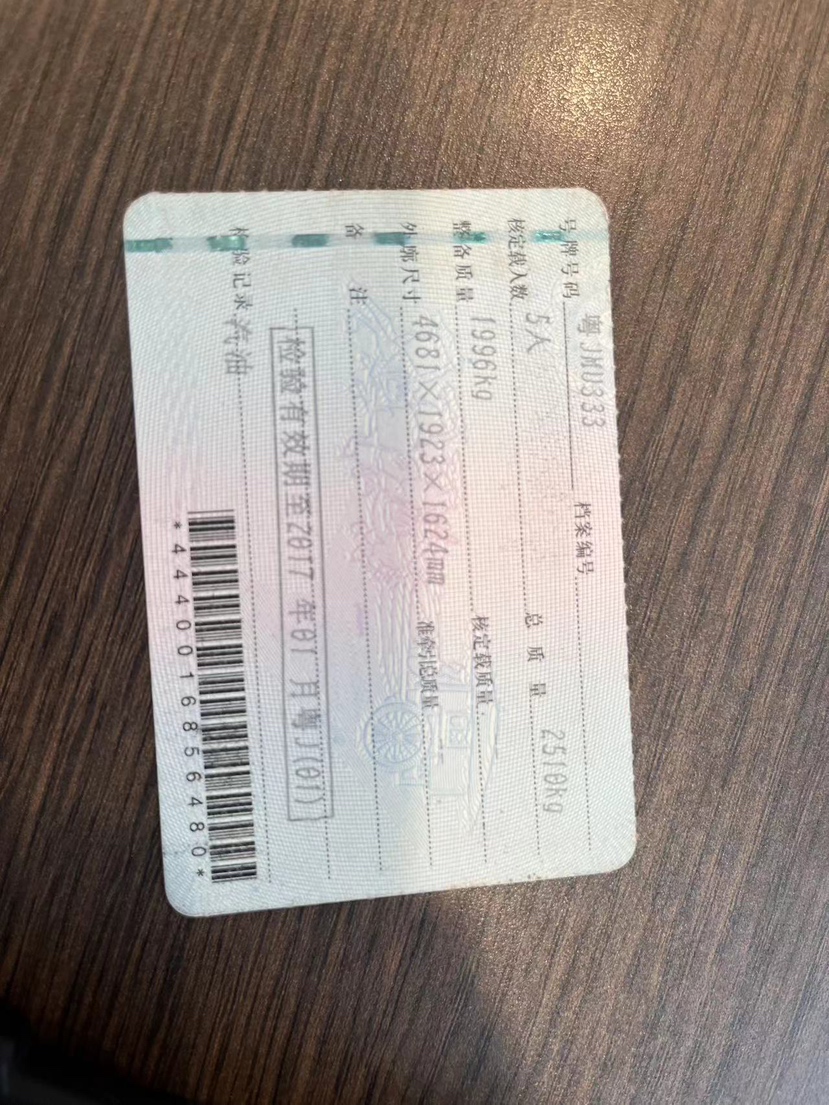 号牌号码 粤JMU333 档案编号
核定载人数 5人 总质量 2510kg
整备质量 1996kg 核定载质量
外廓尺寸 4681×1923×1624mm 准牵引总质量
备注
检验有效期至2017年01月粤J(01)
检验记录 汽油
*4440016856480*